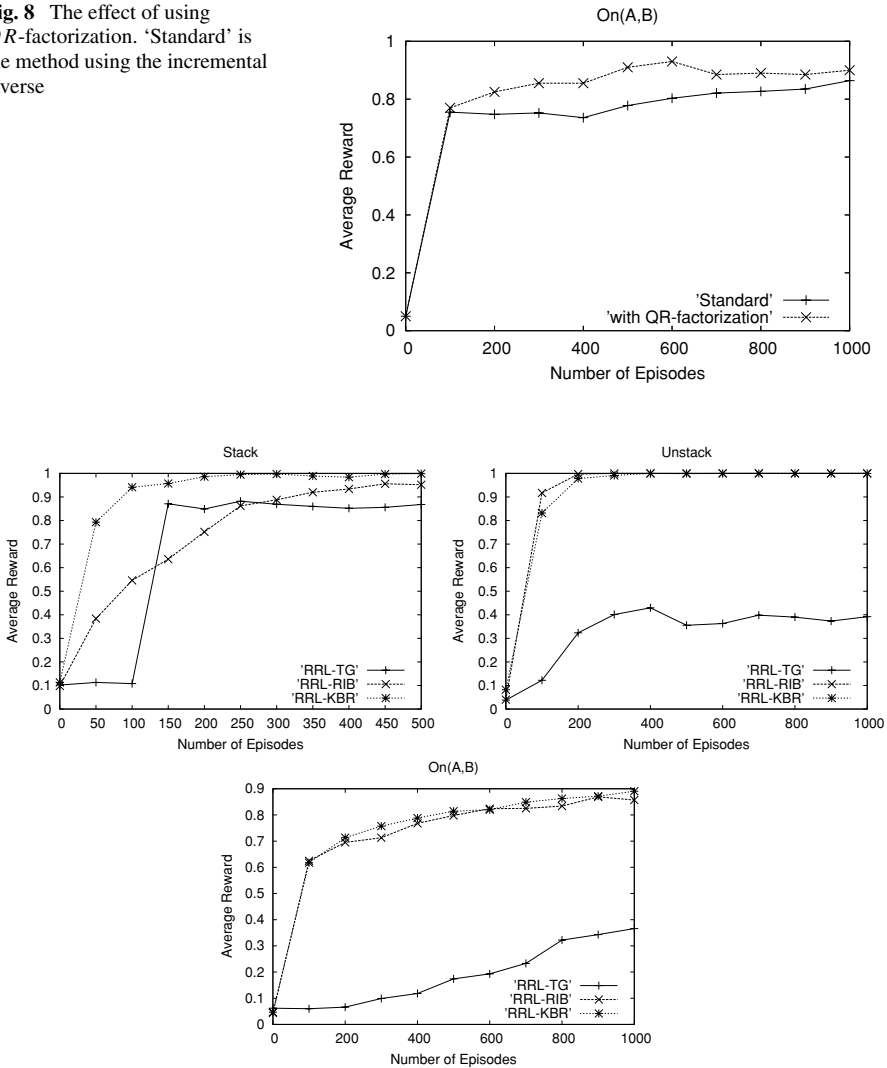 ig. 8 The effect of using
R-factorization. 'Standard' is
e method using the incremental
verse
On(A,B)
1
0.8
0.6
0.4
0.2
0
Average Reward
'Standard'
'with QR-factorization'
0 200 400 600 800 1000
Number of Episodes
Stack
1
0.9
0.8
0.7
0.6
0.5
0.4
0.3
0.2
0.1
0
Average Reward
'RRL-TG'
'RRL-RIB'
'RRL-KBR'
0 50 100 150 200 250 300 350 400 450 500
Number of Episodes
Unstack
1
0.9
0.8
0.7
0.6
0.5
0.4
0.3
0.2
0.1
0
Average Reward
'RRL-TG'
'RRL-RIB'
'RRL-KBR'
0 200 400 600 800 1000
Number of Episodes
On(A,B)
0.9
0.8
0.7
0.6
0.5
0.4
0.3
0.2
0.1
0
Average Reward
'RRL-TG'
'RRL-RIB'
'RRL-KBR'
0 200 400 600 800 1000
Number of Episodes